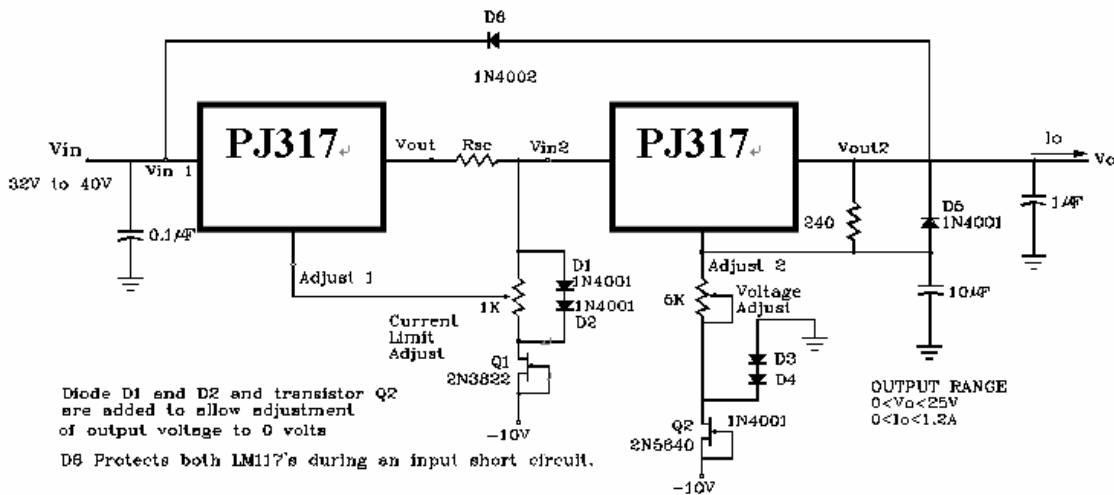 D6
1N4002
PJ317
PJ317
Vin
32V to 40V
Vin 1
Vout
Rsc
Vin2
Vout2
Io
Vo
0.1μF
Adjust 1
240
D5
1N4001
1μF
D1
1N4001
1K
1N4001
D2
Current
Limit
Adjust
Adjust 2
5K
Voltage
Adjust
10μF
Q1
2N3822
-10V
D3
D4
1N4001
Q2
2N5640
-10V
OUTPUT RANGE
0<Vo<25V
0<Io<1.2A
Diode D1 and D2 and transistor Q2
are added to allow adjustment
of output voltage to 0 volts
D6 Protects both LM117's during an input short circuit.